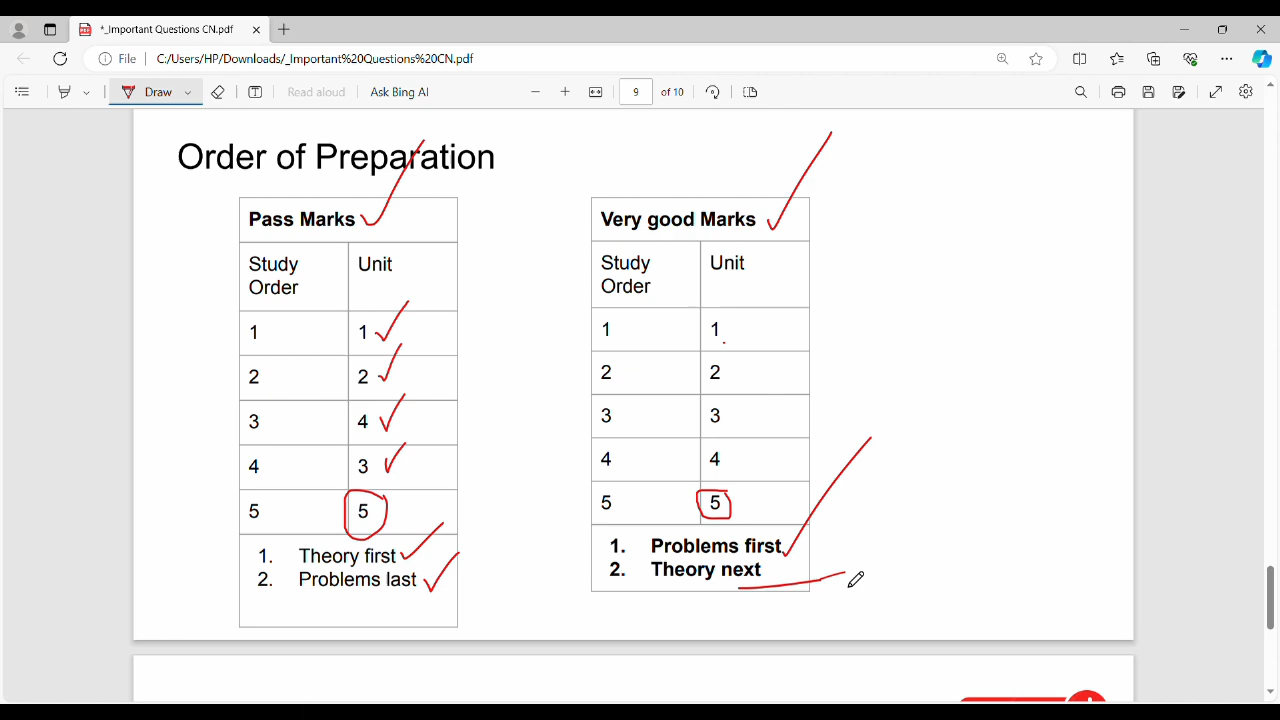 *_Important Questions CN.pdf
File
C:/Users/HP/Downloads/_Important%20Questions%20CN.pdf
Draw
Read aloud
Ask Bing AI
9
of 10
Order of Preparation
Pass Marks
Study Order
Unit
1
1
2
2
3
4
4
3
5
5
1. Theory first
2. Problems last
Very good Marks
Study Order
Unit
1
1
2
2
3
3
4
4
5
5
1. Problems first
2. Theory next